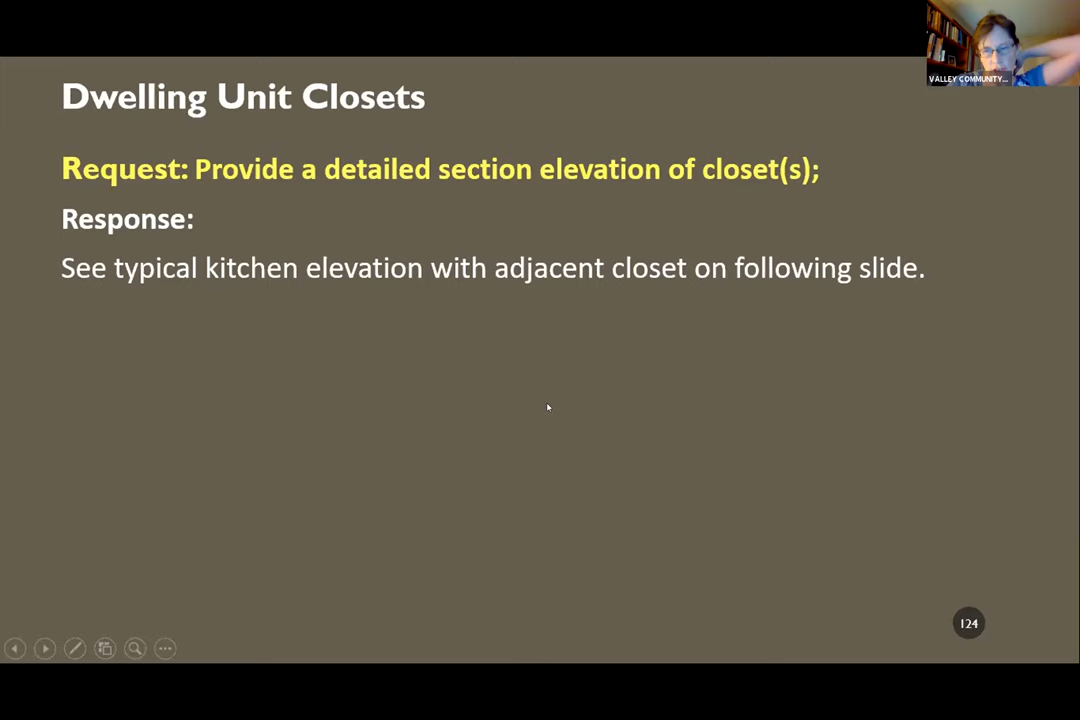 VALLEY COMMUNITY...
Dwelling Unit Closets
Request: Provide a detailed section elevation of closet(s);
Response:
See typical kitchen elevation with adjacent closet on following slide.
124